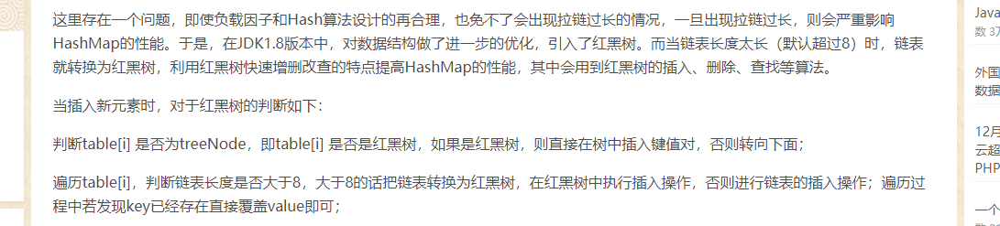 这里存在一个问题，即使负载因子和Hash算法设计的再合理，也免不了会出现拉链过长的情况，一旦出现拉链过长，则会严重影响
HashMap的性能。于是，在JDK1.8版本中，对数据结构做了进一步的优化，引入了红黑树。而当链表长度太长（默认超过8）时，链表
就转换为红黑树，利用红黑树快速增删改查的特点提高HashMap的性能，其中会用到红黑树的插入、删除、查找等算法。
当插入新元素时，对于红黑树的判断如下：
判断table[i] 是否为treeNode，即table[i] 是否是红黑树，如果是红黑树，则直接在树中插入键值对，否则转向下面；
遍历table[i]，判断链表长度是否大于8，大于8的话把链表转换为红黑树，在红黑树中执行插入操作，否则进行链表的插入操作；遍历过
程中若发现key已经存在直接覆盖value即可；
Java
数 3
外国
数据
12月
云超
PHP
一个